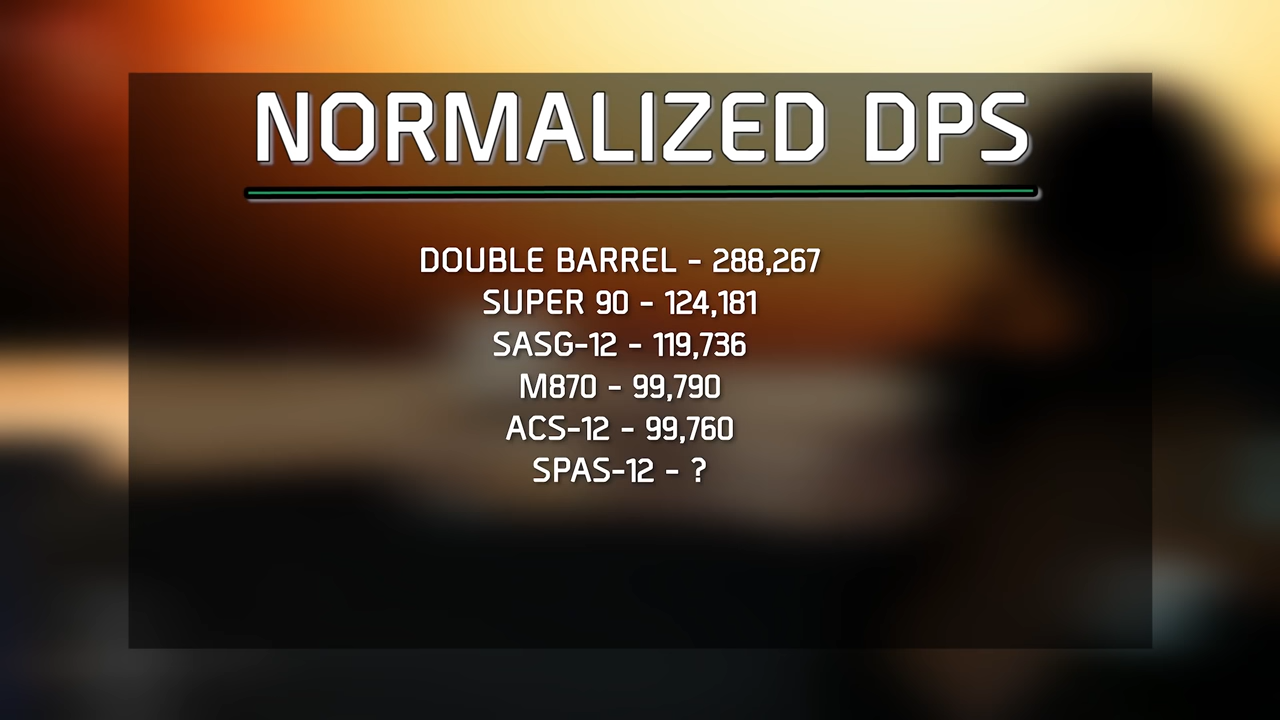 NORMALIZED DPS
DOUBLE BARREL - 288,267
SUPER 90 - 124,181
SASG-12 - 119,736
M870 - 99,790
ACS-12 - 99,760
SPAS-12 - ?